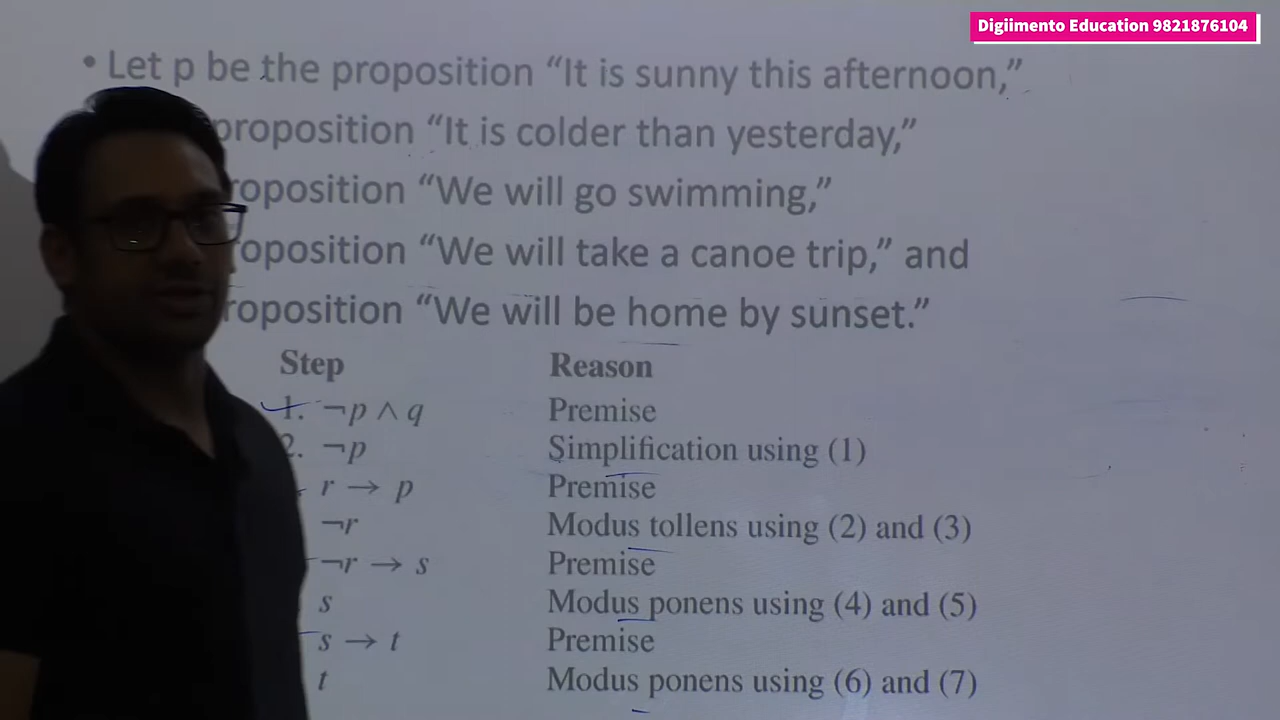 Digiimento Education 9821876104
• Let p be the proposition “It is sunny this afternoon,”
proposition “It is colder than yesterday,”
roposition “We will go swimming,”
roposition “We will take a canoe trip,” and
roposition “We will be home by sunset.”
Step Reason
1. ¬p ∧ q Premise
2. ¬p Simplification using (1)
r → p Premise
¬r Modus tollens using (2) and (3)
¬r → s Premise
s Modus ponens using (4) and (5)
s → t Premise
t Modus ponens using (6) and (7)